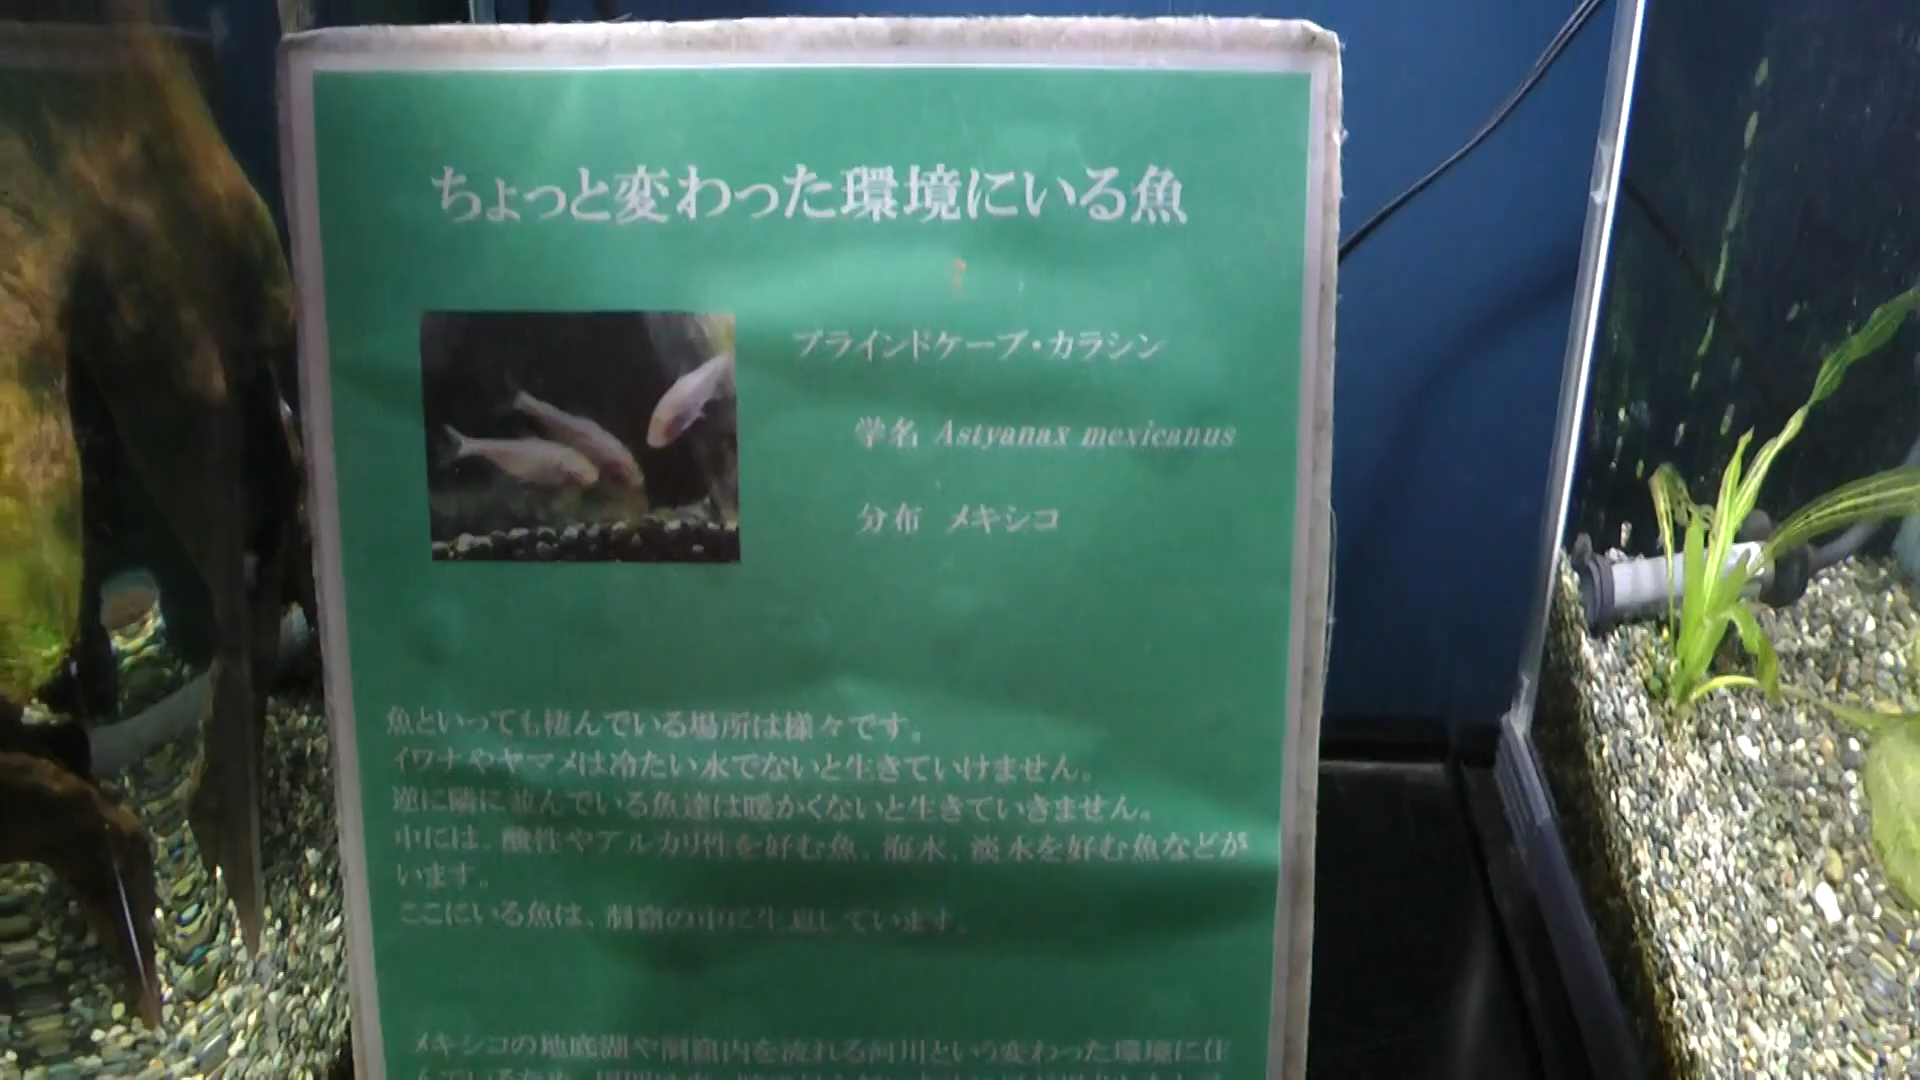 ちょっと変わった環境にいる魚
ブラインドケーブ・カラシン
学名 Astyanax mexicanus
分布 メキシコ
魚といっても棲んでいる場所は様々です。
イワナやヤマメは冷たい水でないと生きていけません。
逆に隣に並んでいる魚達は暖かくないと生きていきません。
中には、酸性やアルカリ性を好む魚、海水、淡水を好む魚などが
います。
ここにいる魚は、洞窟の中に生息しています。
メキシコの地底湖や洞窟内を流れる河川という変わった環境に住